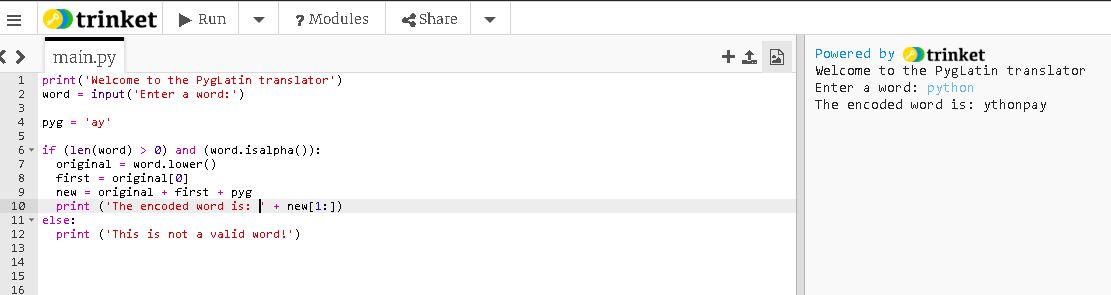 trinket Run ? Modules Share
main.py
1 print('Welcome to the PygLatin translator')
2 word = input('Enter a word:')
3
4 pyg = 'ay'
5
6 if (len(word) > 0) and (word.isalpha()):
7 original = word.lower()
8 first = original[0]
9 new = original + first + pyg
10 print ('The encoded word is: ' + new[1:])
11 else:
12 print ('This is not a valid word!')
13
14
15
16
Powered by trinket
Welcome to the PygLatin translator
Enter a word: python
The encoded word is: ythonpay